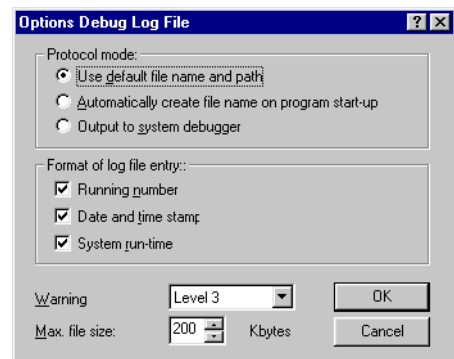 Options Debug Log File
Protocol mode:
Use default file name and path
Automatically create file name on program start-up
Output to system debugger
Format of log file entry::
Running number
Date and time stamp
System run-time
Warning Level 3 OK
Max. file size: 200 Kbytes Cancel